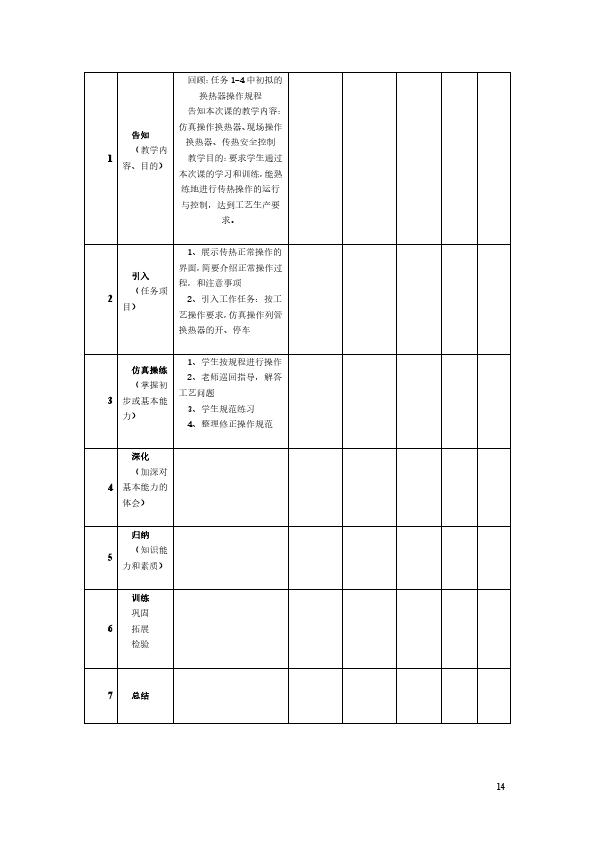 1
告知
（教学内
容、目的）
回顾：任务 1-4 中初拟的
换热器操作规程
告知本次课的教学内容：
仿真操作换热器、现场操作
换热器、传热安全控制
教学目的：要求学生通过
本次课的学习和训练，能熟
练地进行传热操作的运行
与控制，达到工艺生产要
求。
2
引入
（任务项
目）
1、展示传热正常操作的
界面，简要介绍正常操作过
程，和注意事项
2、引入工作任务：按工
艺操作要求，仿真操作列管
换热器的开、停车
3
仿真操练
（掌握初
步或基本能
力）
1、学生按规程进行操作
2、老师巡回指导，解答
工艺问题
3、学生规范练习
4、整理修正操作规范
4
深化
（加深对
基本能力的
体会）
5
归纳
（知识能
力和素质）
6
训练
巩固
拓展
检验
7
总结
14